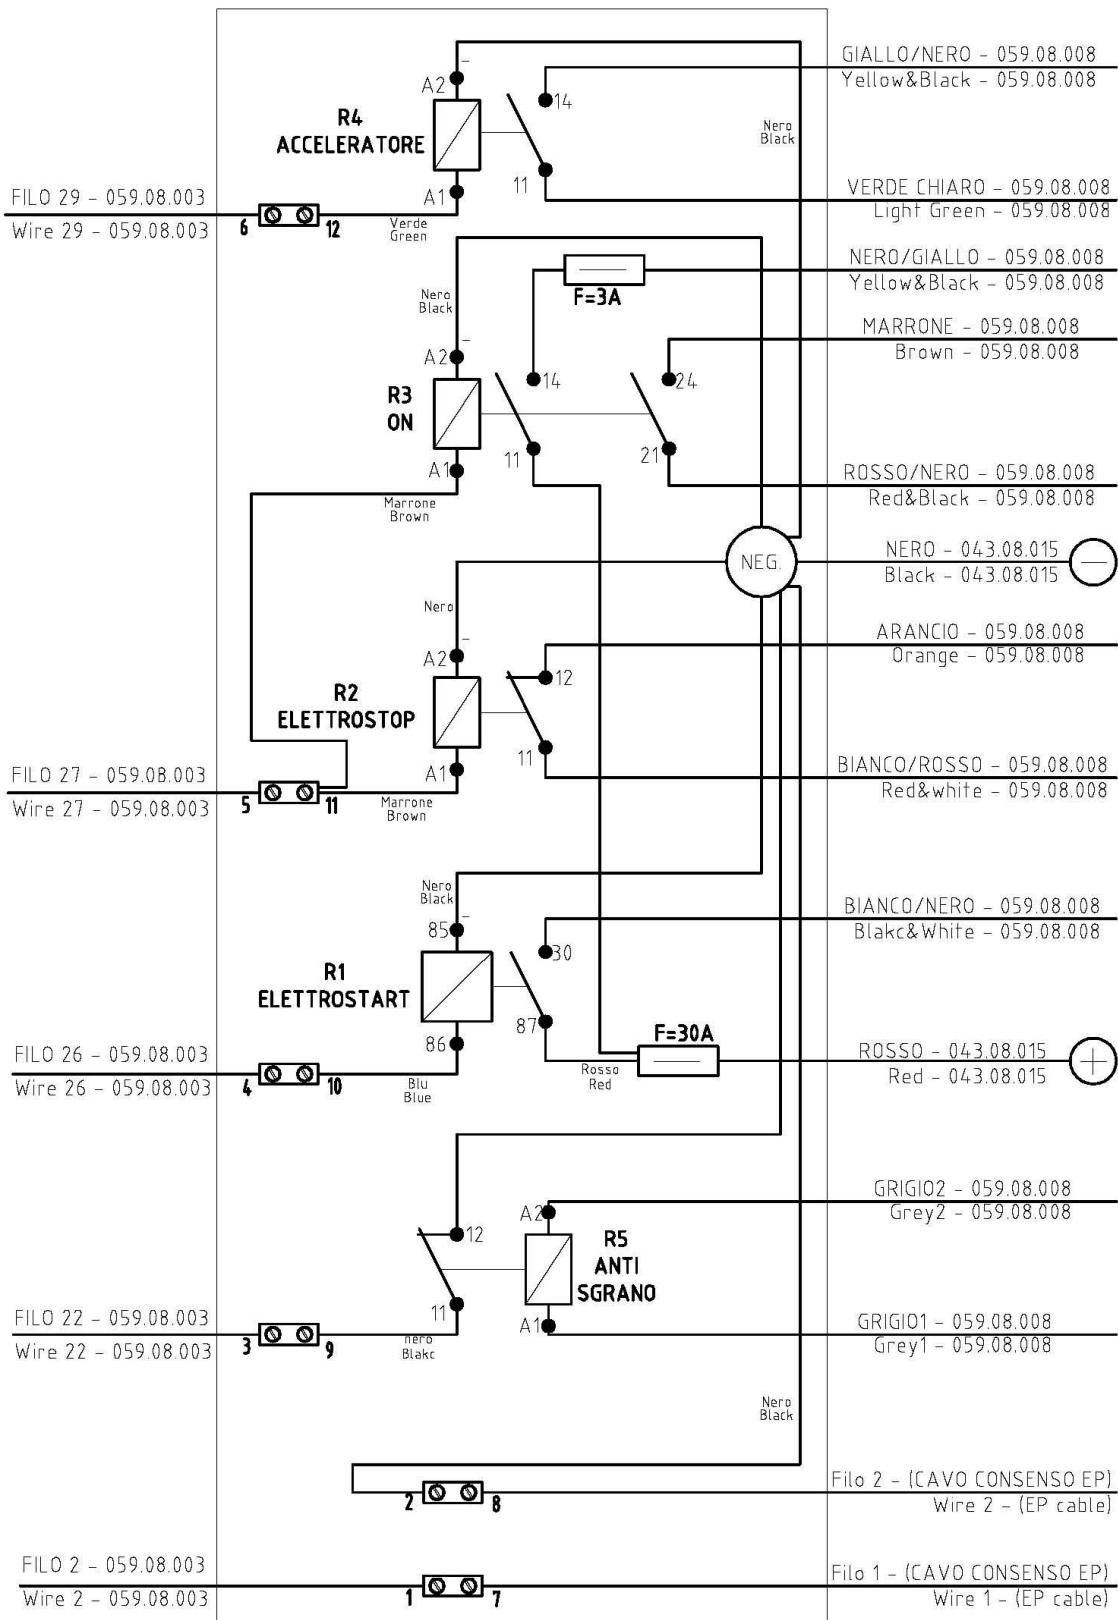 GIALLO/NERO - 059.08.008
Yellow&Black - 059.08.008
-
A2
14
R4
ACCELERATORE
Nero
Black
11
A1
VERDE CHIARO - 059.08.008
Light Green - 059.08.008
FILO 29 - 059.08.003
Wire 29 - 059.08.003
6
12
Verde
Green
NERO/GIALLO - 059.08.008
Yellow&Black - 059.08.008
F=3A
Nero
Black
MARRONE - 059.08.008
Brown - 059.08.008
-
A2
14
24
R3
ON
11
21
A1
ROSSO/NERO - 059.08.008
Red&Black - 059.08.008
Marrone
Brown
NEG.
NERO - 043.08.015
Black - 043.08.015
-
Nero
ARANCIO - 059.08.008
Orange - 059.08.008
-
A2
12
R2
ELETTROSTOP
11
A1
BIANCO/ROSSO - 059.08.008
Red&white - 059.08.008
FILO 27 - 059.08.003
Wire 27 - 059.08.003
5
11
Marrone
Brown
Nero
Black
BIANCO/NERO - 059.08.008
Blakc&White - 059.08.008
-
85
30
R1
ELETTROSTART
87
86
F=30A
ROSSO - 043.08.015
Red - 043.08.015
+
FILO 26 - 059.08.003
Wire 26 - 059.08.003
4
10
Blu
Blue
Rosso
Red
GRIGIO2 - 059.08.008
Grey2 - 059.08.008
A2
12
R5
ANTI
SGRANO
11
A1
GRIGIO1 - 059.08.008
Grey1 - 059.08.008
FILO 22 - 059.08.003
Wire 22 - 059.08.003
3
9
nero
Blakc
Nero
Black
2
8
Filo 2 - (CAVO CONSENSO EP)
Wire 2 - (EP cable)
FILO 2 - 059.08.003
Wire 2 - 059.08.003
1
7
Filo 1 - (CAVO CONSENSO EP)
Wire 1 - (EP cable)